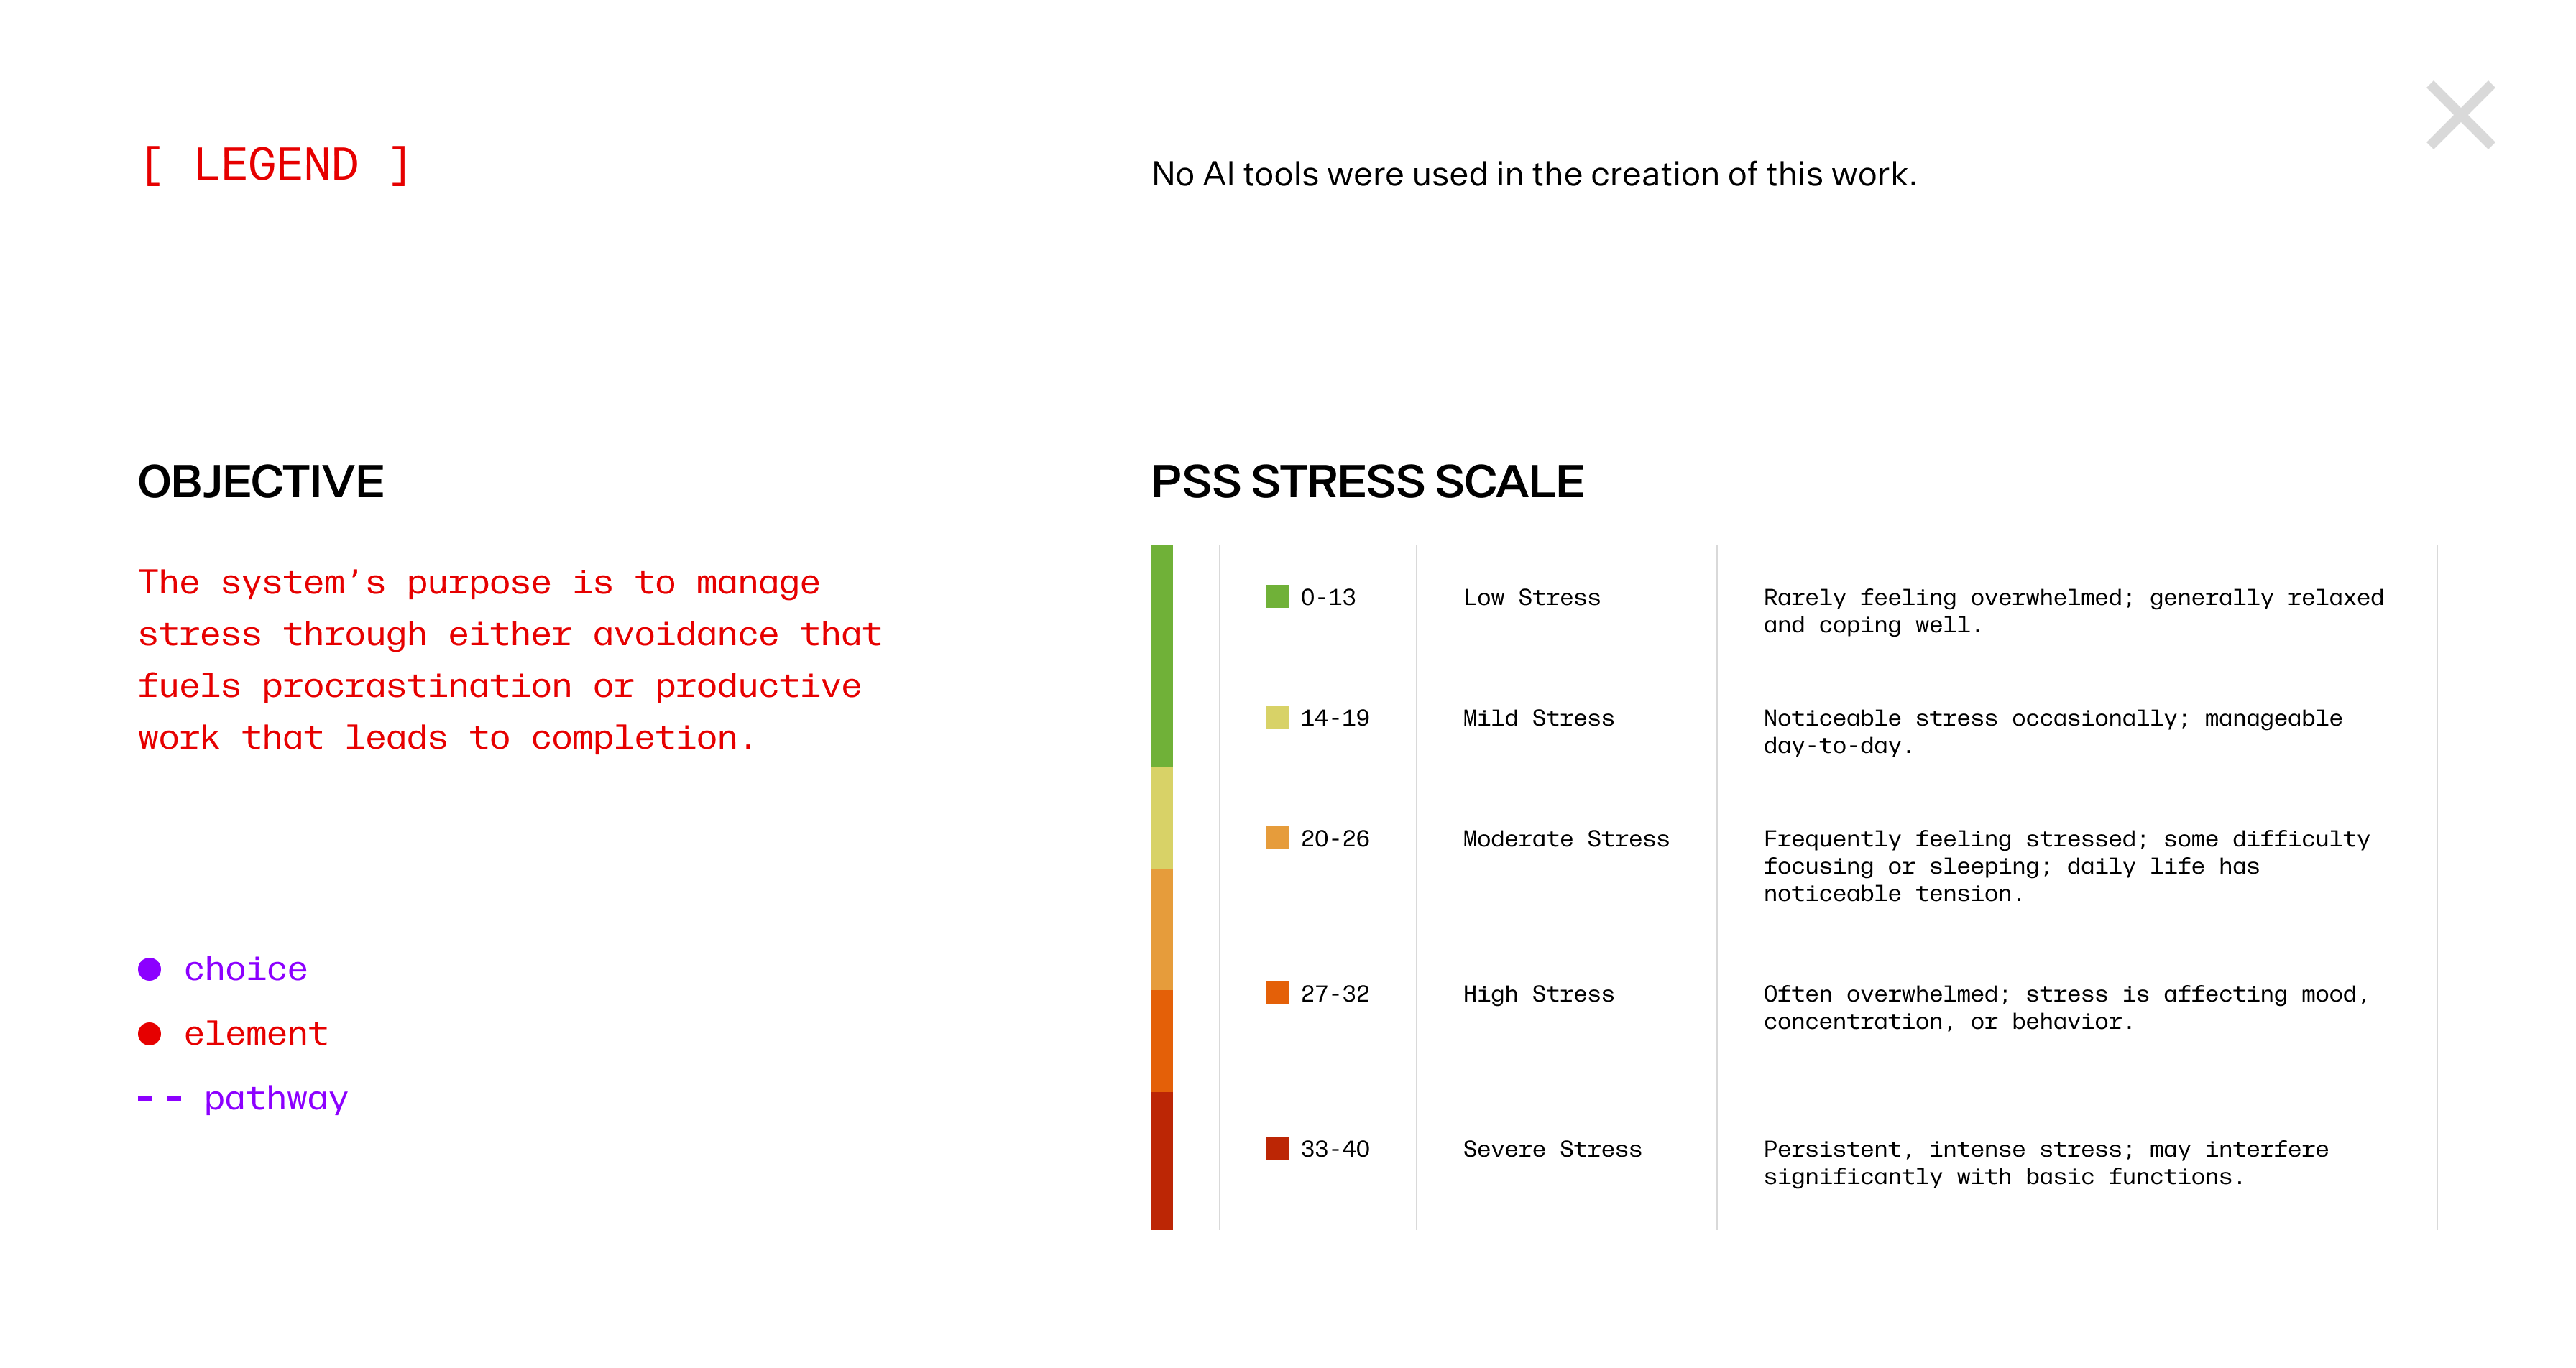 [ LEGEND ]
No AI tools were used in the creation of this work.
OBJECTIVE
The system’s purpose is to manage
stress through either avoidance that
fuels procrastination or productive
work that leads to completion.
choice
element
pathway
PSS STRESS SCALE
0-13 Low Stress Rarely feeling overwhelmed; generally relaxed
and coping well.
14-19 Mild Stress Noticeable stress occasionally; manageable
day-to-day.
20-26 Moderate Stress Frequently feeling stressed; some difficulty
focusing or sleeping; daily life has
noticeable tension.
27-32 High Stress Often overwhelmed; stress is affecting mood,
concentration, or behavior.
33-40 Severe Stress Persistent, intense stress; may interfere
significantly with basic functions.